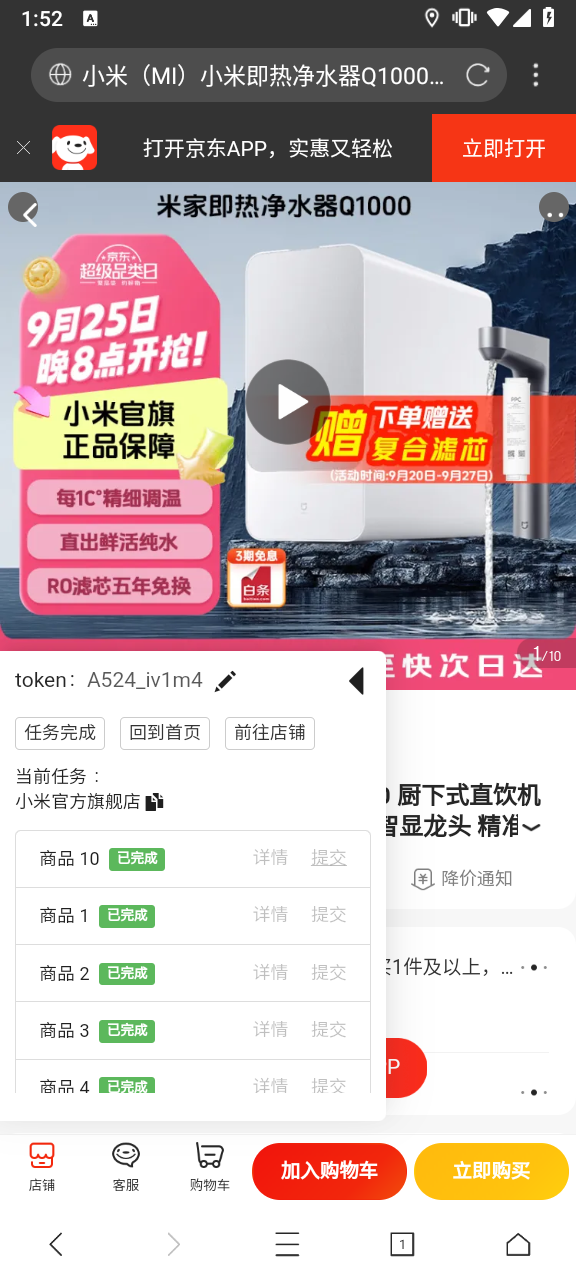 1:52
A
小米（MI）小米即热净水器Q1000...
打开京东APP，实惠又轻松
立即打开
米家即热净水器Q1000
京东
超级品类日
9月25日
晚8点开抢！
小米官旗
正品保障
每1C°精细调温
直出鲜活纯水
RO滤芯五年免换
赠
下单赠送
复合滤芯
(活动时间:9月20日-9月27日)
PPC
3期免息
白条
至快次日达
1/10
token： A524_iv1m4
任务完成
回到首页
前往店铺
当前任务：
小米官方旗舰店
商品 10 已完成 详情 提交
商品 1 已完成 详情 提交
商品 2 已完成 详情 提交
商品 3 已完成 详情 提交
商品 4 已完成 详情 提交
厨下式直饮机
智显龙头 精准
降价通知
买1件及以上，...
P
店铺
客服
购物车
加入购物车
立即购买
1